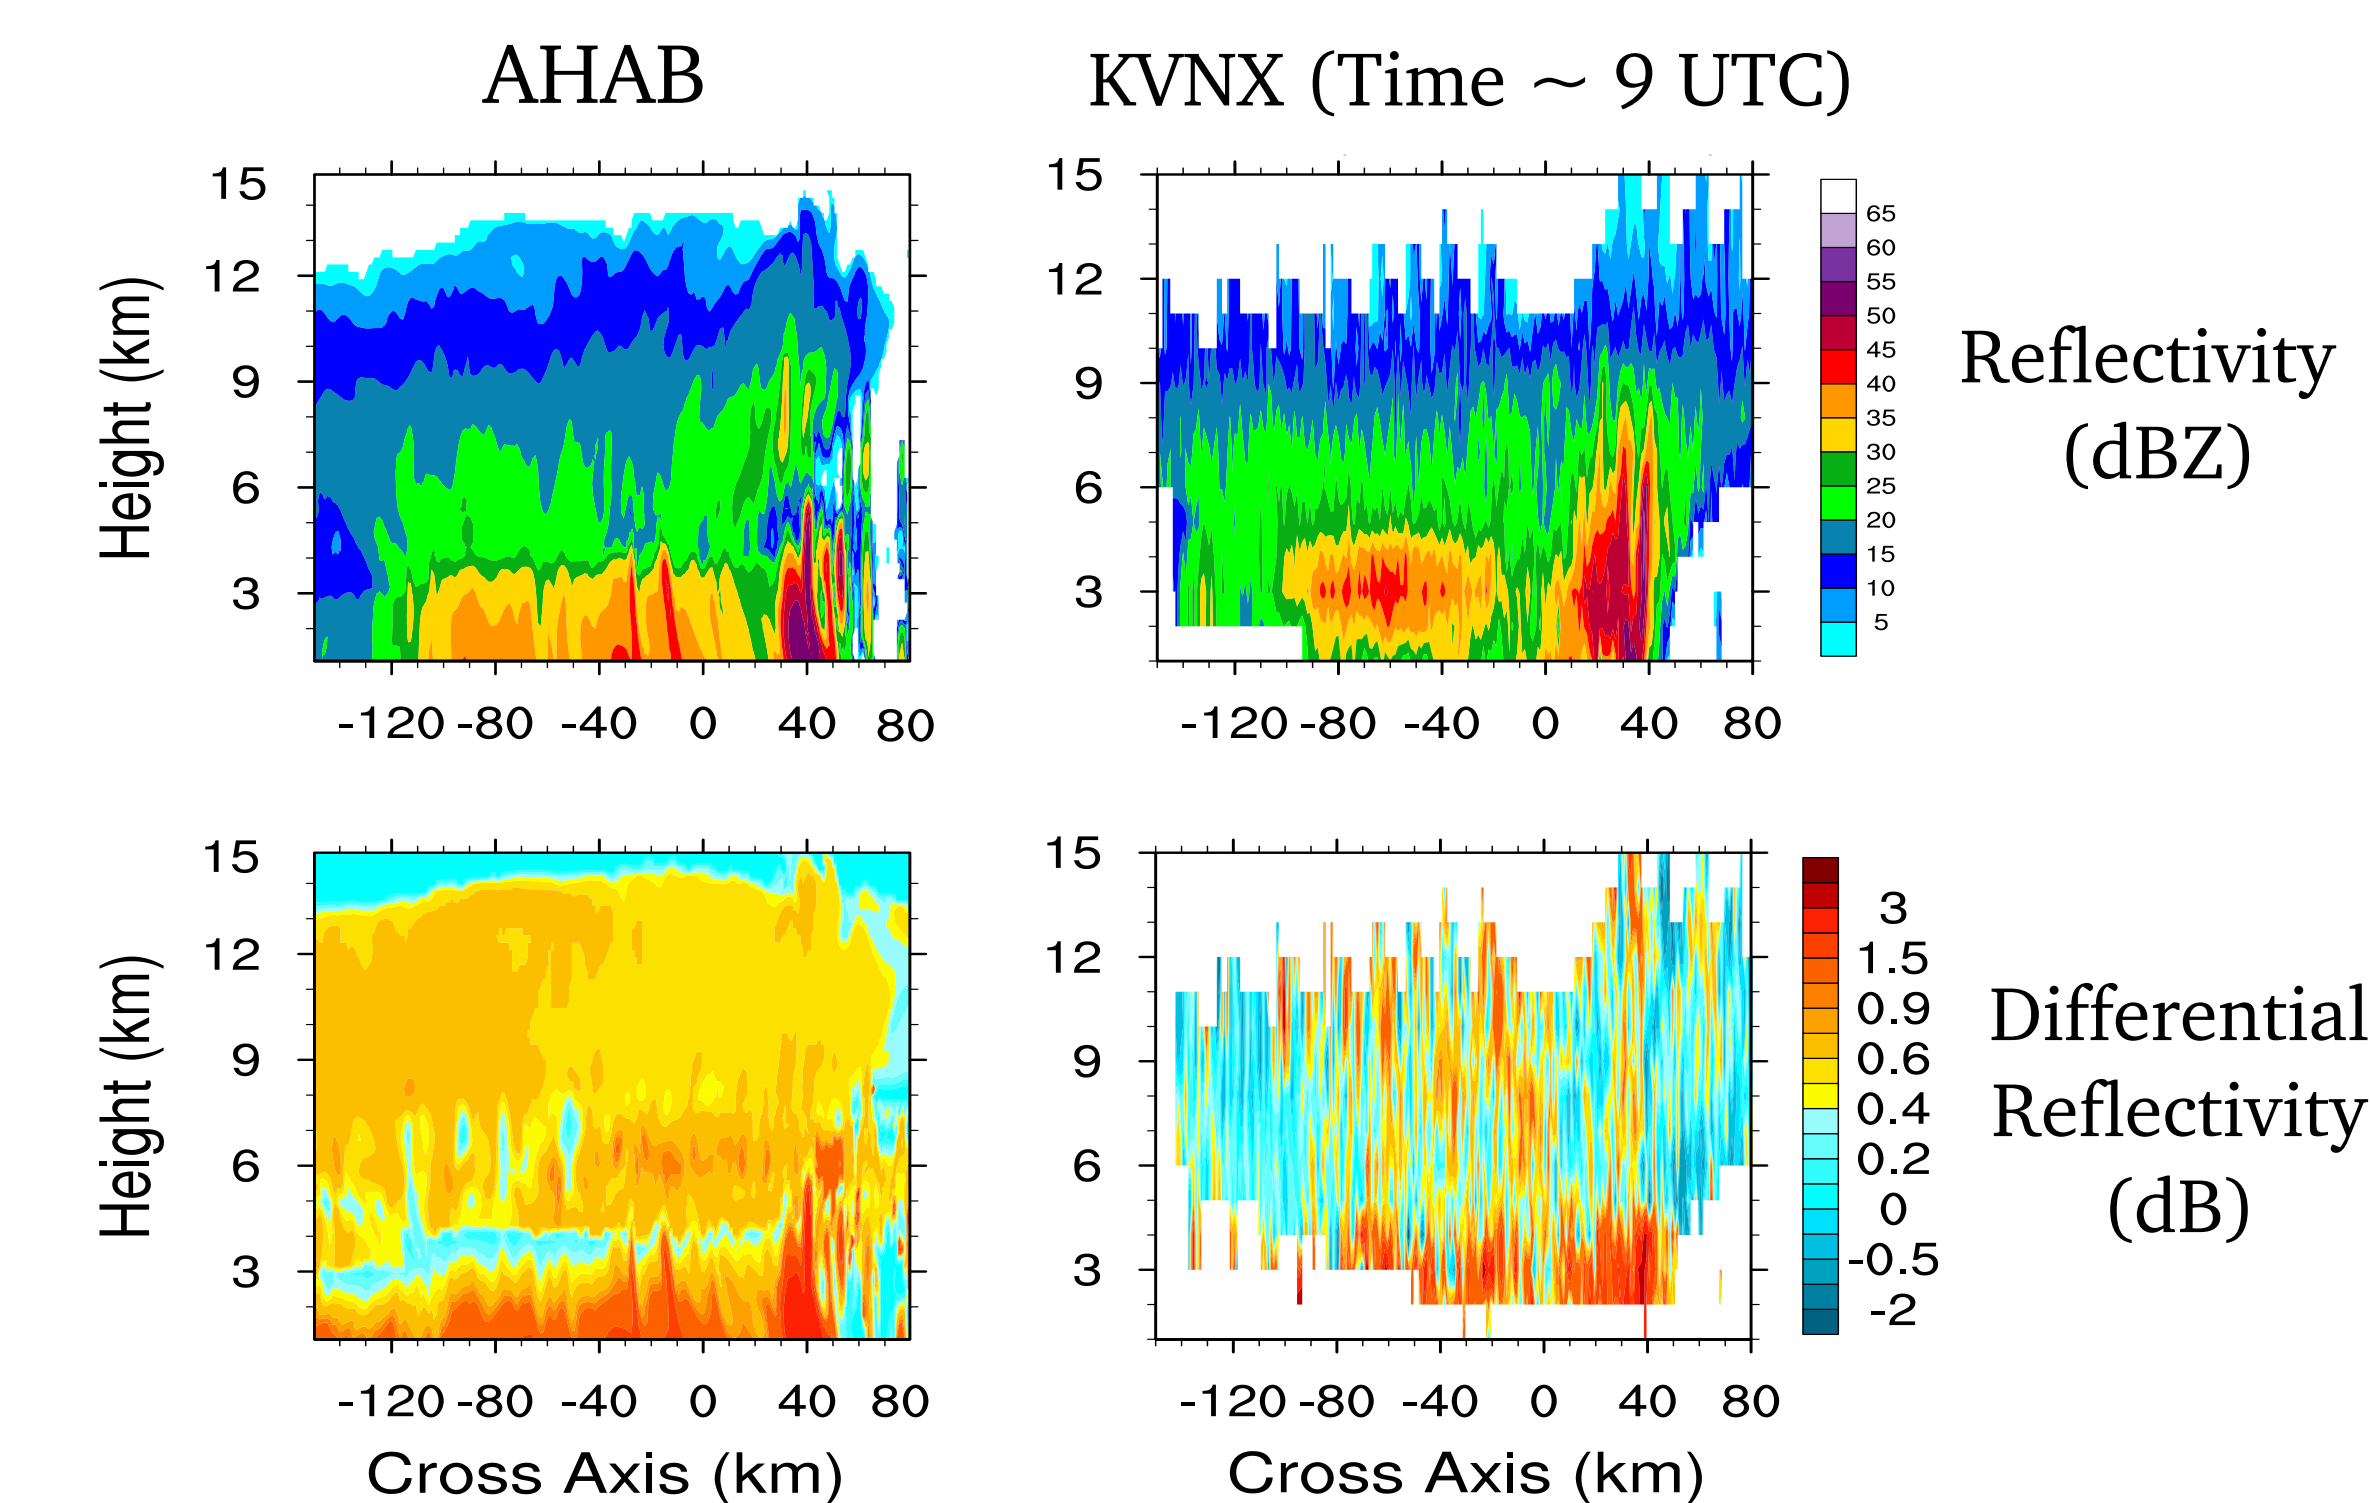 AHAB
KVNX (Time ~ 9 UTC)
15
12
9
6
3
Height (km)
-120 -80 -40 0 40 80
15
12
9
6
3
-120 -80 -40 0 40 80
65
60
55
50
45
40
35
30
25
20
15
10
5
Reflectivity
(dBZ)
15
12
9
6
3
Height (km)
-120 -80 -40 0 40 80
Cross Axis (km)
15
12
9
6
3
-120 -80 -40 0 40 80
Cross Axis (km)
3
1.5
0.9
0.6
0.4
0.2
0
-0.5
-2
Differential
Reflectivity
(dB)